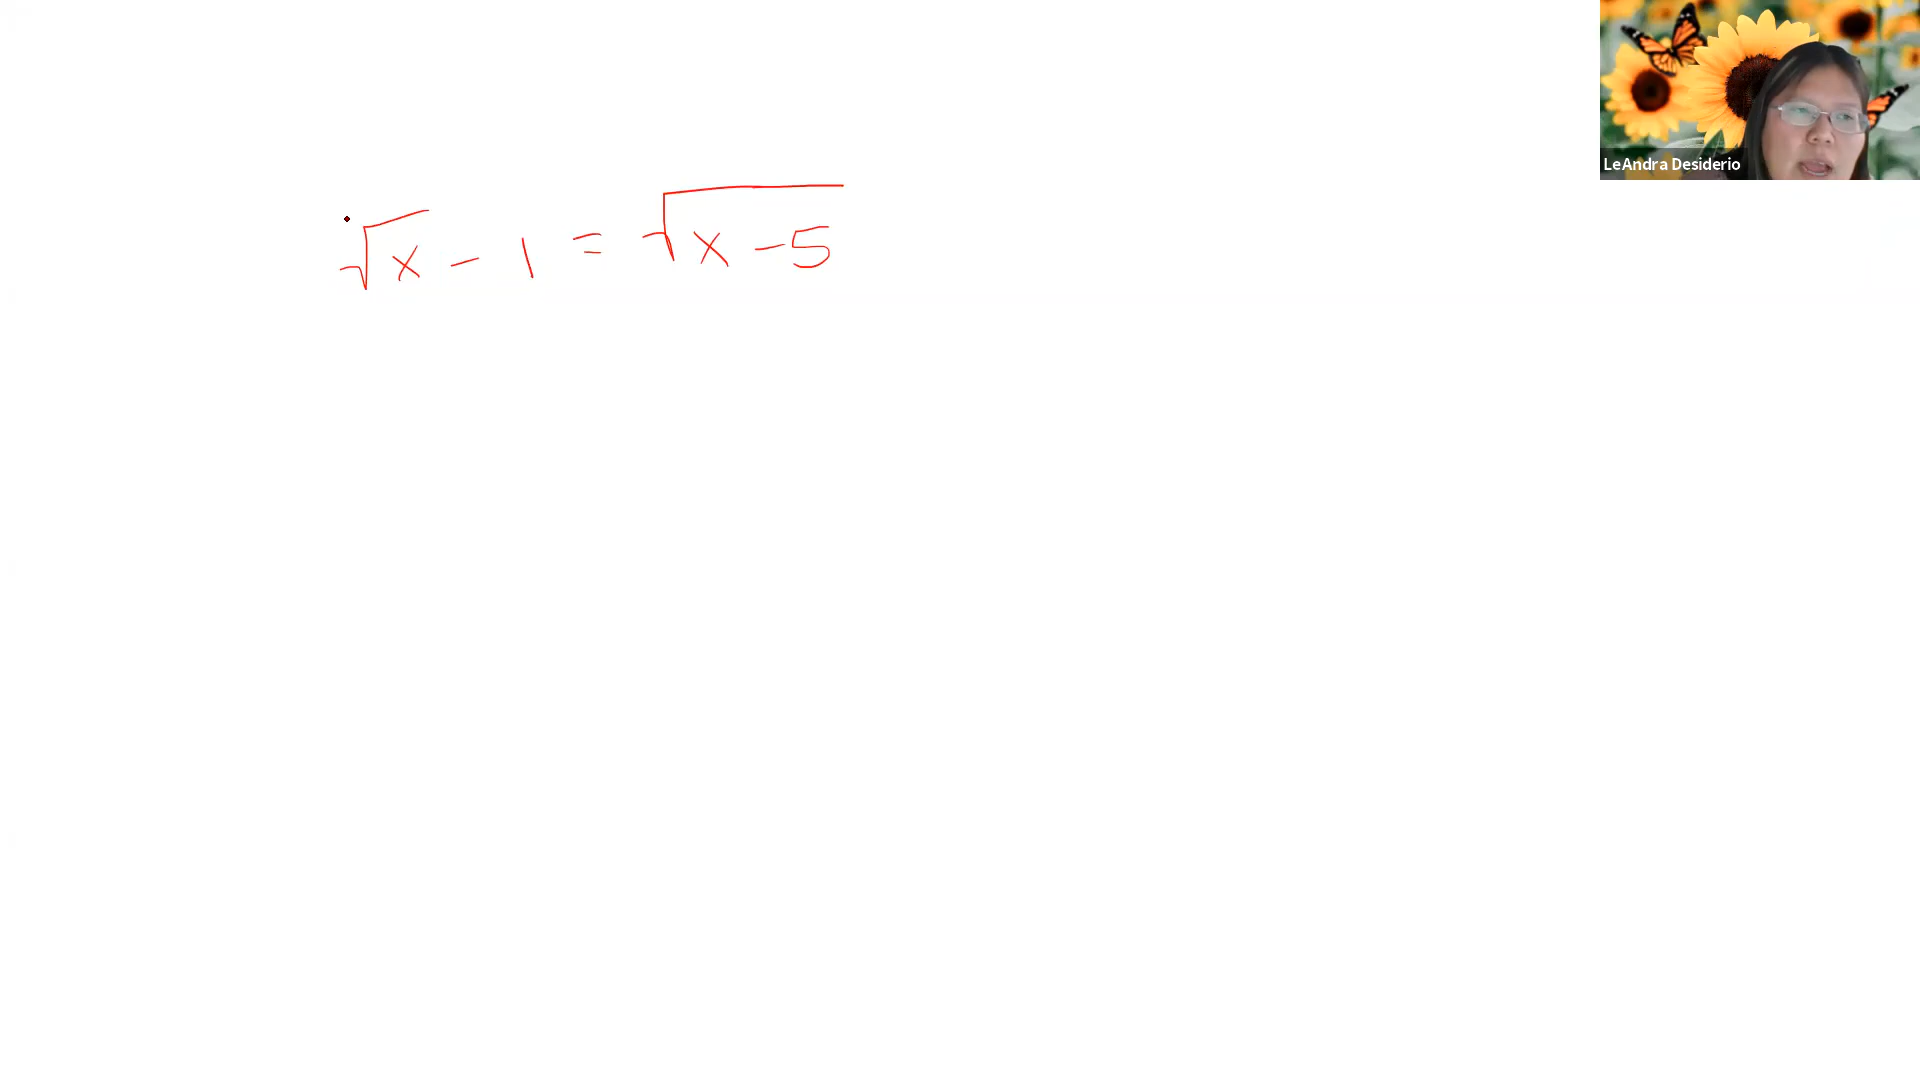 LeAndra Desiderio
√x - 1 = √x - 5